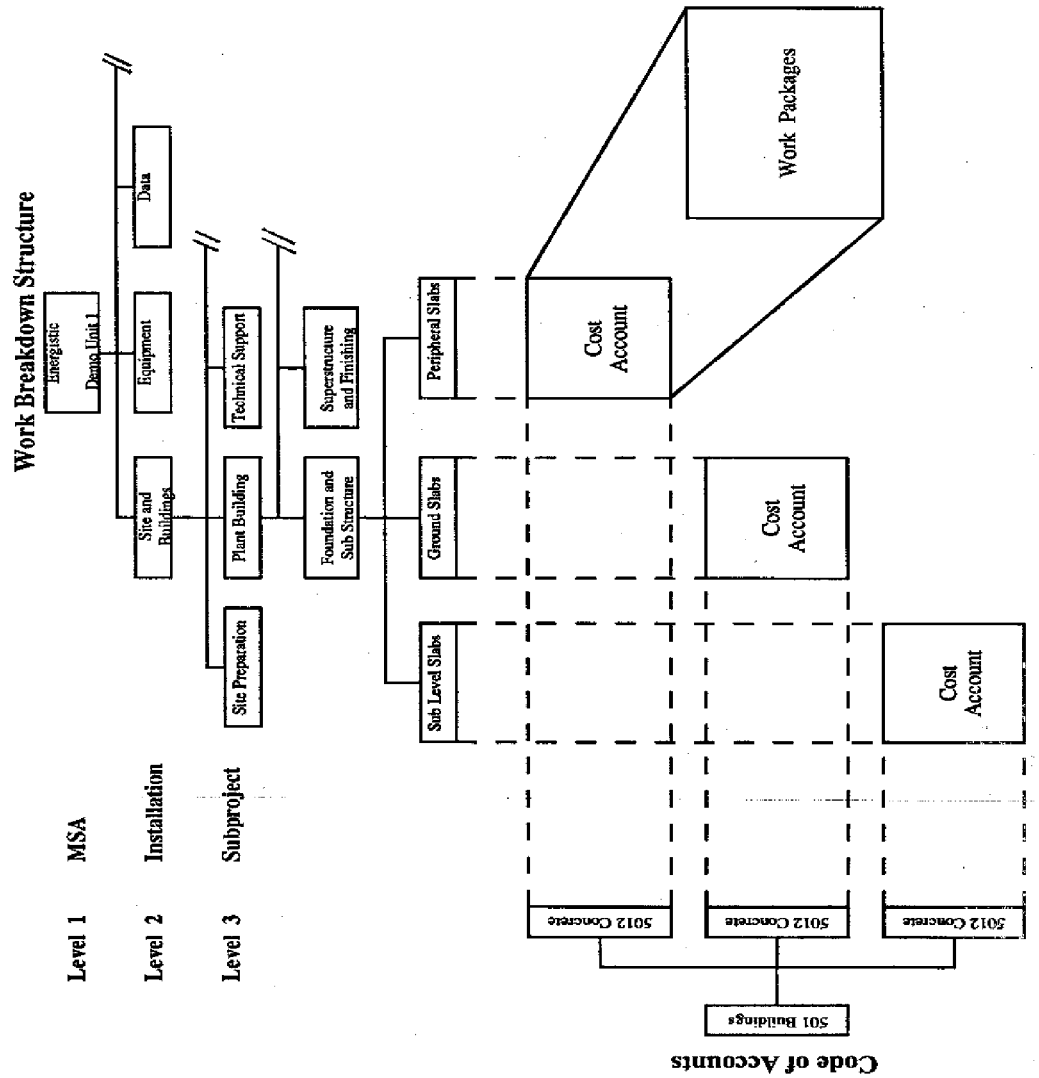 Work Breakdown Structure
Level 1 MSA
Energistic
Demo Unit 1
Level 2 Installation
Site and
Buildings
Equipment
Data
Level 3 Subproject
Site Preparation
Plant Building
Technical Support
Foundation and
Sub Structure
Superstructure
and Finishing
Sub Level Slabs
Ground Slabs
Peripheral Slabs
Code of Accounts
501 Buildings
5012 Concrete
5012 Concrete
5012 Concrete
Cost
Account
Cost
Account
Cost
Account
Work Packages